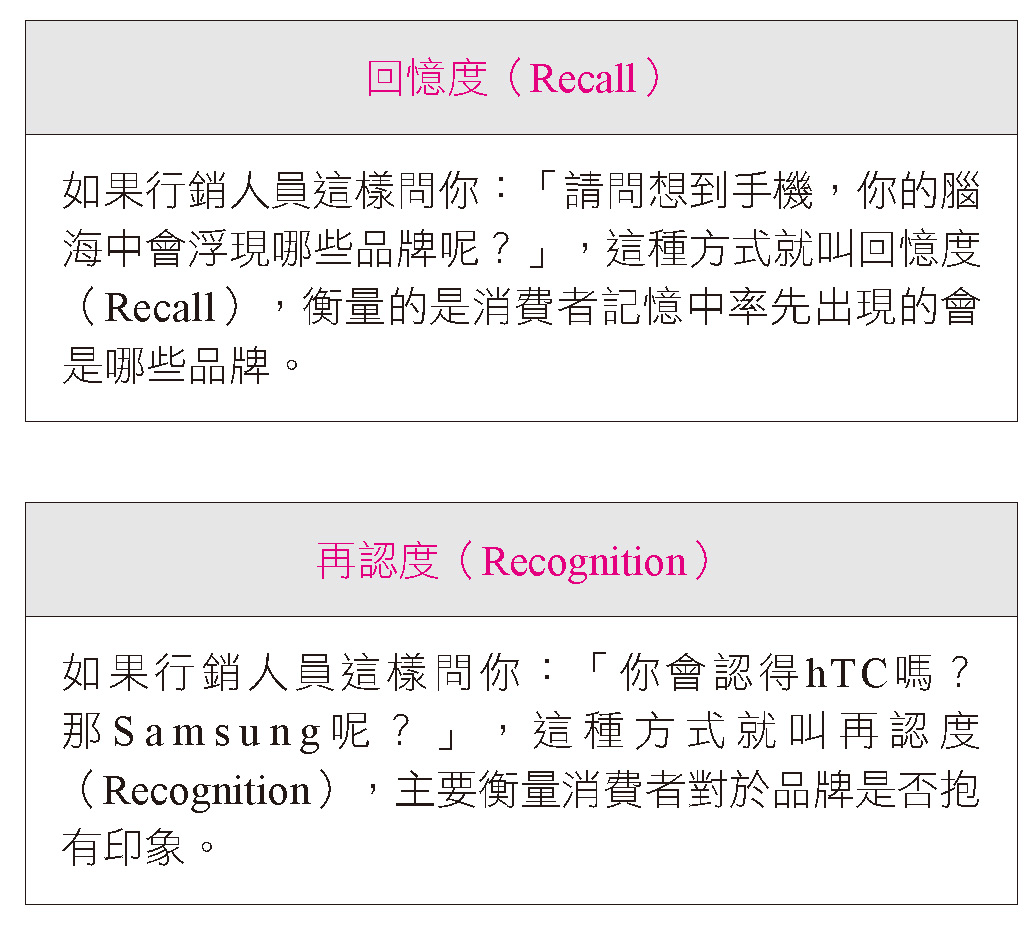 回憶度（Recall）
如果行銷人員這樣問你：「請問想到手機，你的腦
海中會浮現哪些品牌呢？」，這種方式就叫回憶度
（Recall），衡量的是消費者記憶中率先出現的會
是哪些品牌。
再認度（Recognition）
如果行銷人員這樣問你：「你會認得hTC嗎？
那Samsung呢？」，這種方式就叫再認度
（Recognition），主要衡量消費者對於品牌是否抱
有印象。